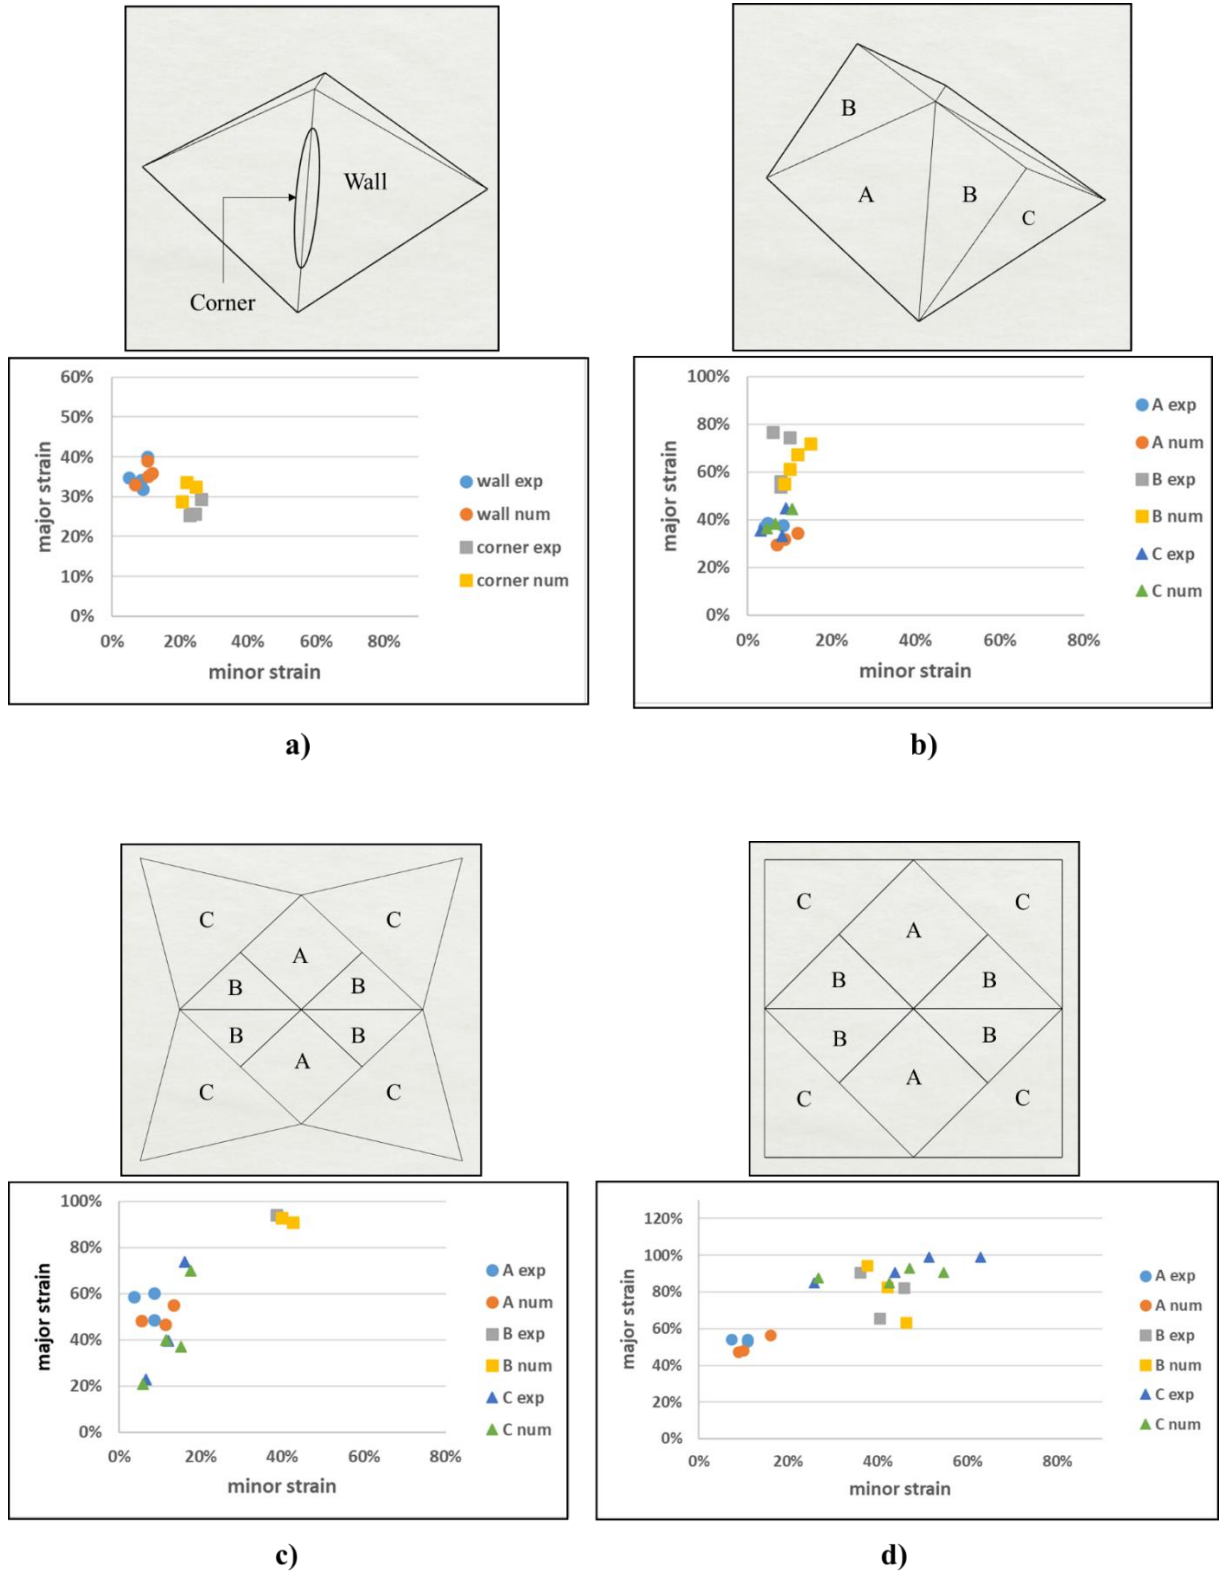 Wall
Corner
60%
50%
40%
30%
20%
10%
0%
0% 20% 40% 60% 80%
major strain
minor strain
wall exp
wall num
corner exp
corner num
a)
B
A
B
C
100%
80%
60%
40%
20%
0%
0% 20% 40% 60% 80%
major strain
minor strain
A exp
A num
B exp
B num
C exp
C num
b)
C C
A
B B
B B
A
C C
100%
80%
60%
40%
20%
0%
0% 20% 40% 60% 80%
major strain
minor strain
A exp
A num
B exp
B num
C exp
C num
c)
C C
A
B B
B B
A
C C
120%
100%
80%
60%
40%
20%
0%
0% 20% 40% 60% 80%
major strain
minor strain
A exp
A num
B exp
B num
C exp
C num
d)